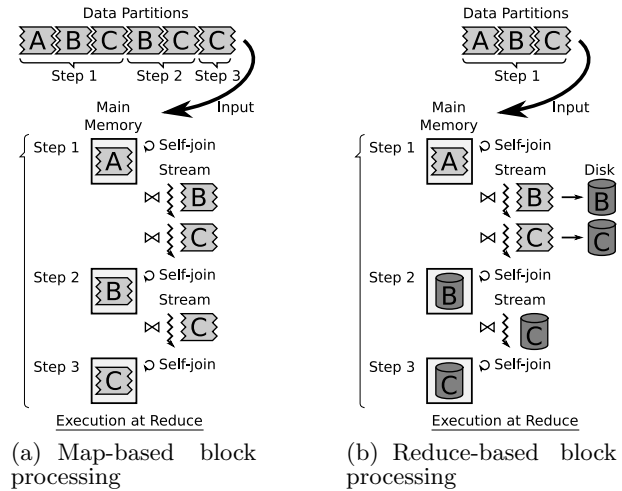 Data Partitions
A B C B C C
Step 1 Step 2 Step 3
Input
Main
Memory
Step 1
A
Self-join
Stream
B
C
Step 2
B
Self-join
Stream
C
Step 3
C
Self-join
Execution at Reduce
(a) Map-based block
processing
Data Partitions
A B C
Step 1
Input
Main
Memory
Step 1
A
Self-join
Stream Disk
B B
C C
Step 2
B
Self-join
Stream
C
Step 3
C
Self-join
Execution at Reduce
(b) Reduce-based block
processing